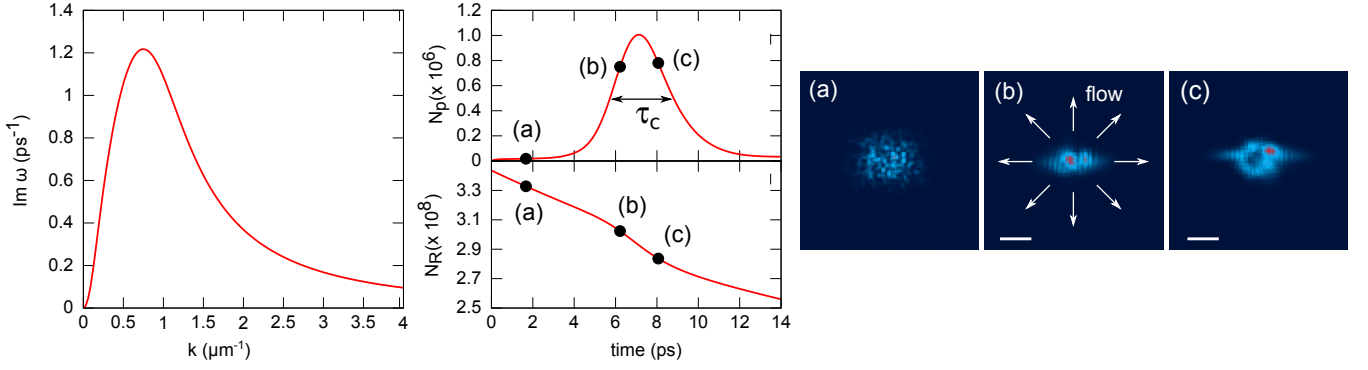 Im ω (ps⁻¹)
1.4
1.2
1
0.8
0.6
0.4
0.2
0
0 0.5 1 1.5 2 2.5 3 3.5 4
k (μm⁻¹)
Nₚ(x 10⁶)
1.2
1.0
0.8
0.6
0.4
0.2
0
(a)
(b)
(c)
τ_C
N_R(x 10⁸)
3.3
3.1
2.9
2.7
2.5
(a)
(b)
(c)
0 2 4 6 8 10 12 14
time (ps)
(a)
(b)
flow
(c)